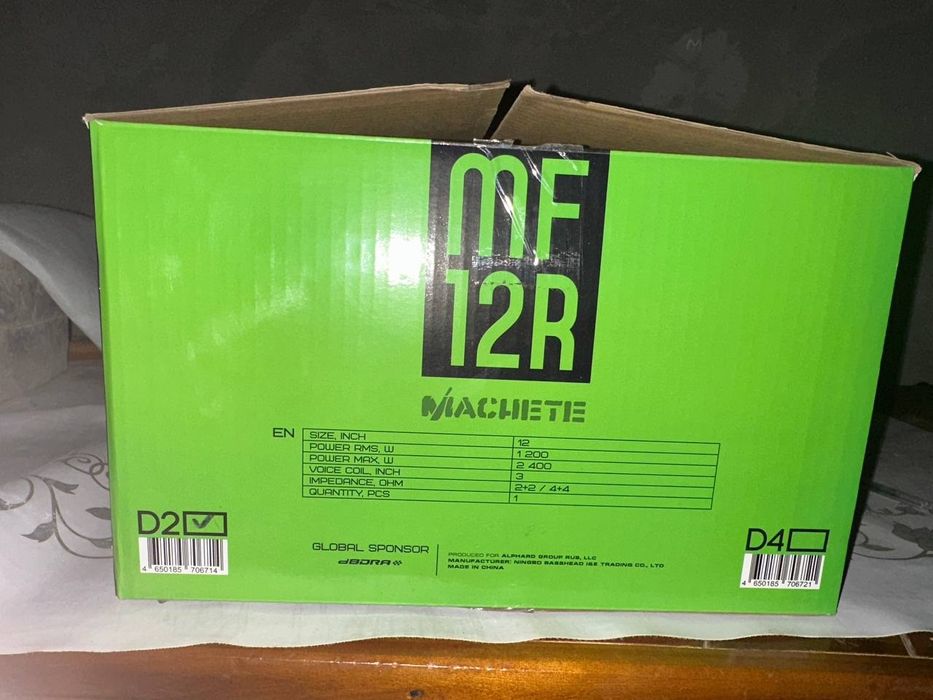 MF
12R
MACHETE
EN
SIZE, INCH 12
POWER RMS, W 1 200
POWER MAX, W 2 400
VOICE COIL, INCH 3
IMPEDANCE, OHM 2+2 / 4+4
QUANTITY, PCS 1
D2
4 650185 706714
GLOBAL SPONSOR
dBDRA
PRODUCED FOR ALPHARD GROUP RUS, LLC
MANUFACTURER: NINGBO BASSHEAD I&E TRADING CO., LTD
MADE IN CHINA
D4
4 650185 706721